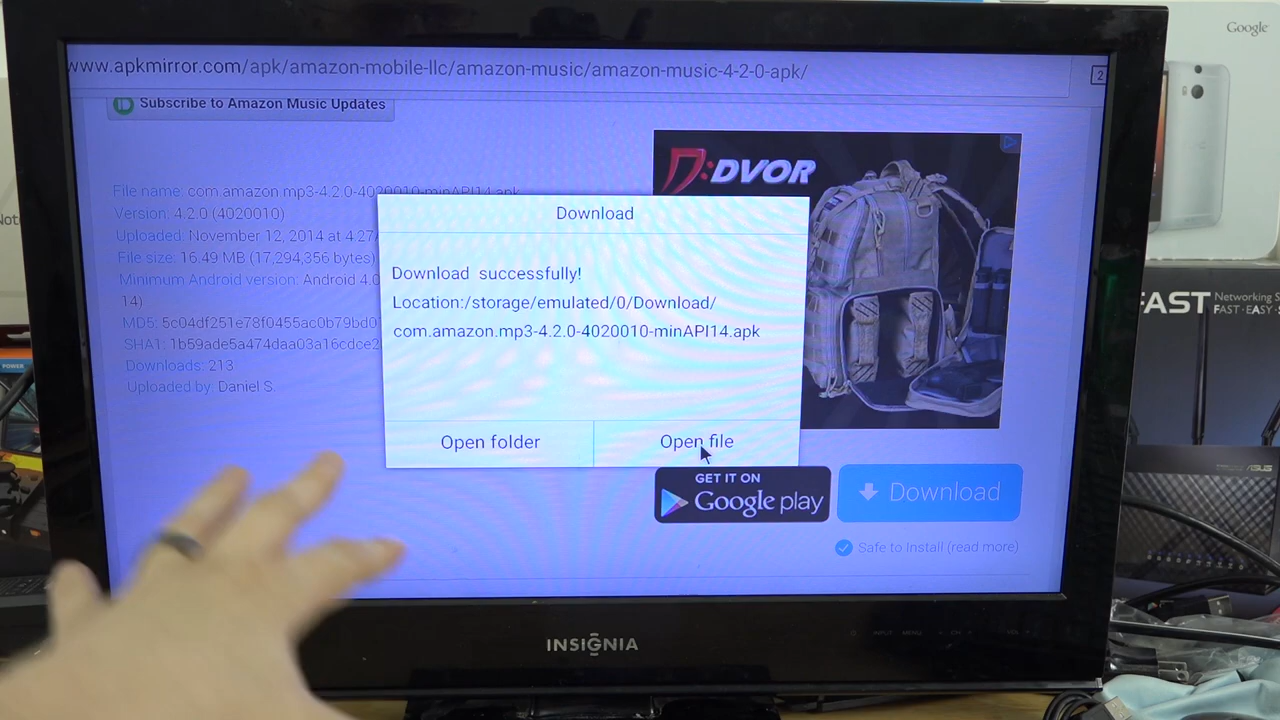 Google
www.apkmirror.com/apk/amazon-mobile-llc/amazon-music/amazon-music-4-2-0-apk/
2
Subscribe to Amazon Music Updates
D:DVOR
File name: com.amazon.mp3-4.2.0-4020010-minAPI14.apk
Version: 4.2.0 (4020010)
Uploaded: November 12, 2014 at 4:27
File size: 16.49 MB (17,294,356 bytes)
Minimum Android version: Android 4.0
14)
MD5: 5c04df251e78f0455ac0b79bd0
SHA1: 1b59ade5a474daa03a16cdce2
Downloads: 213
Uploaded by: Daniel S.
Download
Download successfully!
Location:/storage/emulated/0/Download/
com.amazon.mp3-4.2.0-4020010-minAPI14.apk
Open folder
Open file
GET IT ON
Google play
Download
Safe to Install (read more)
INSIGNIA
INPUT MENU
FAST Networking
FAST·EASY
POWER
ASUS